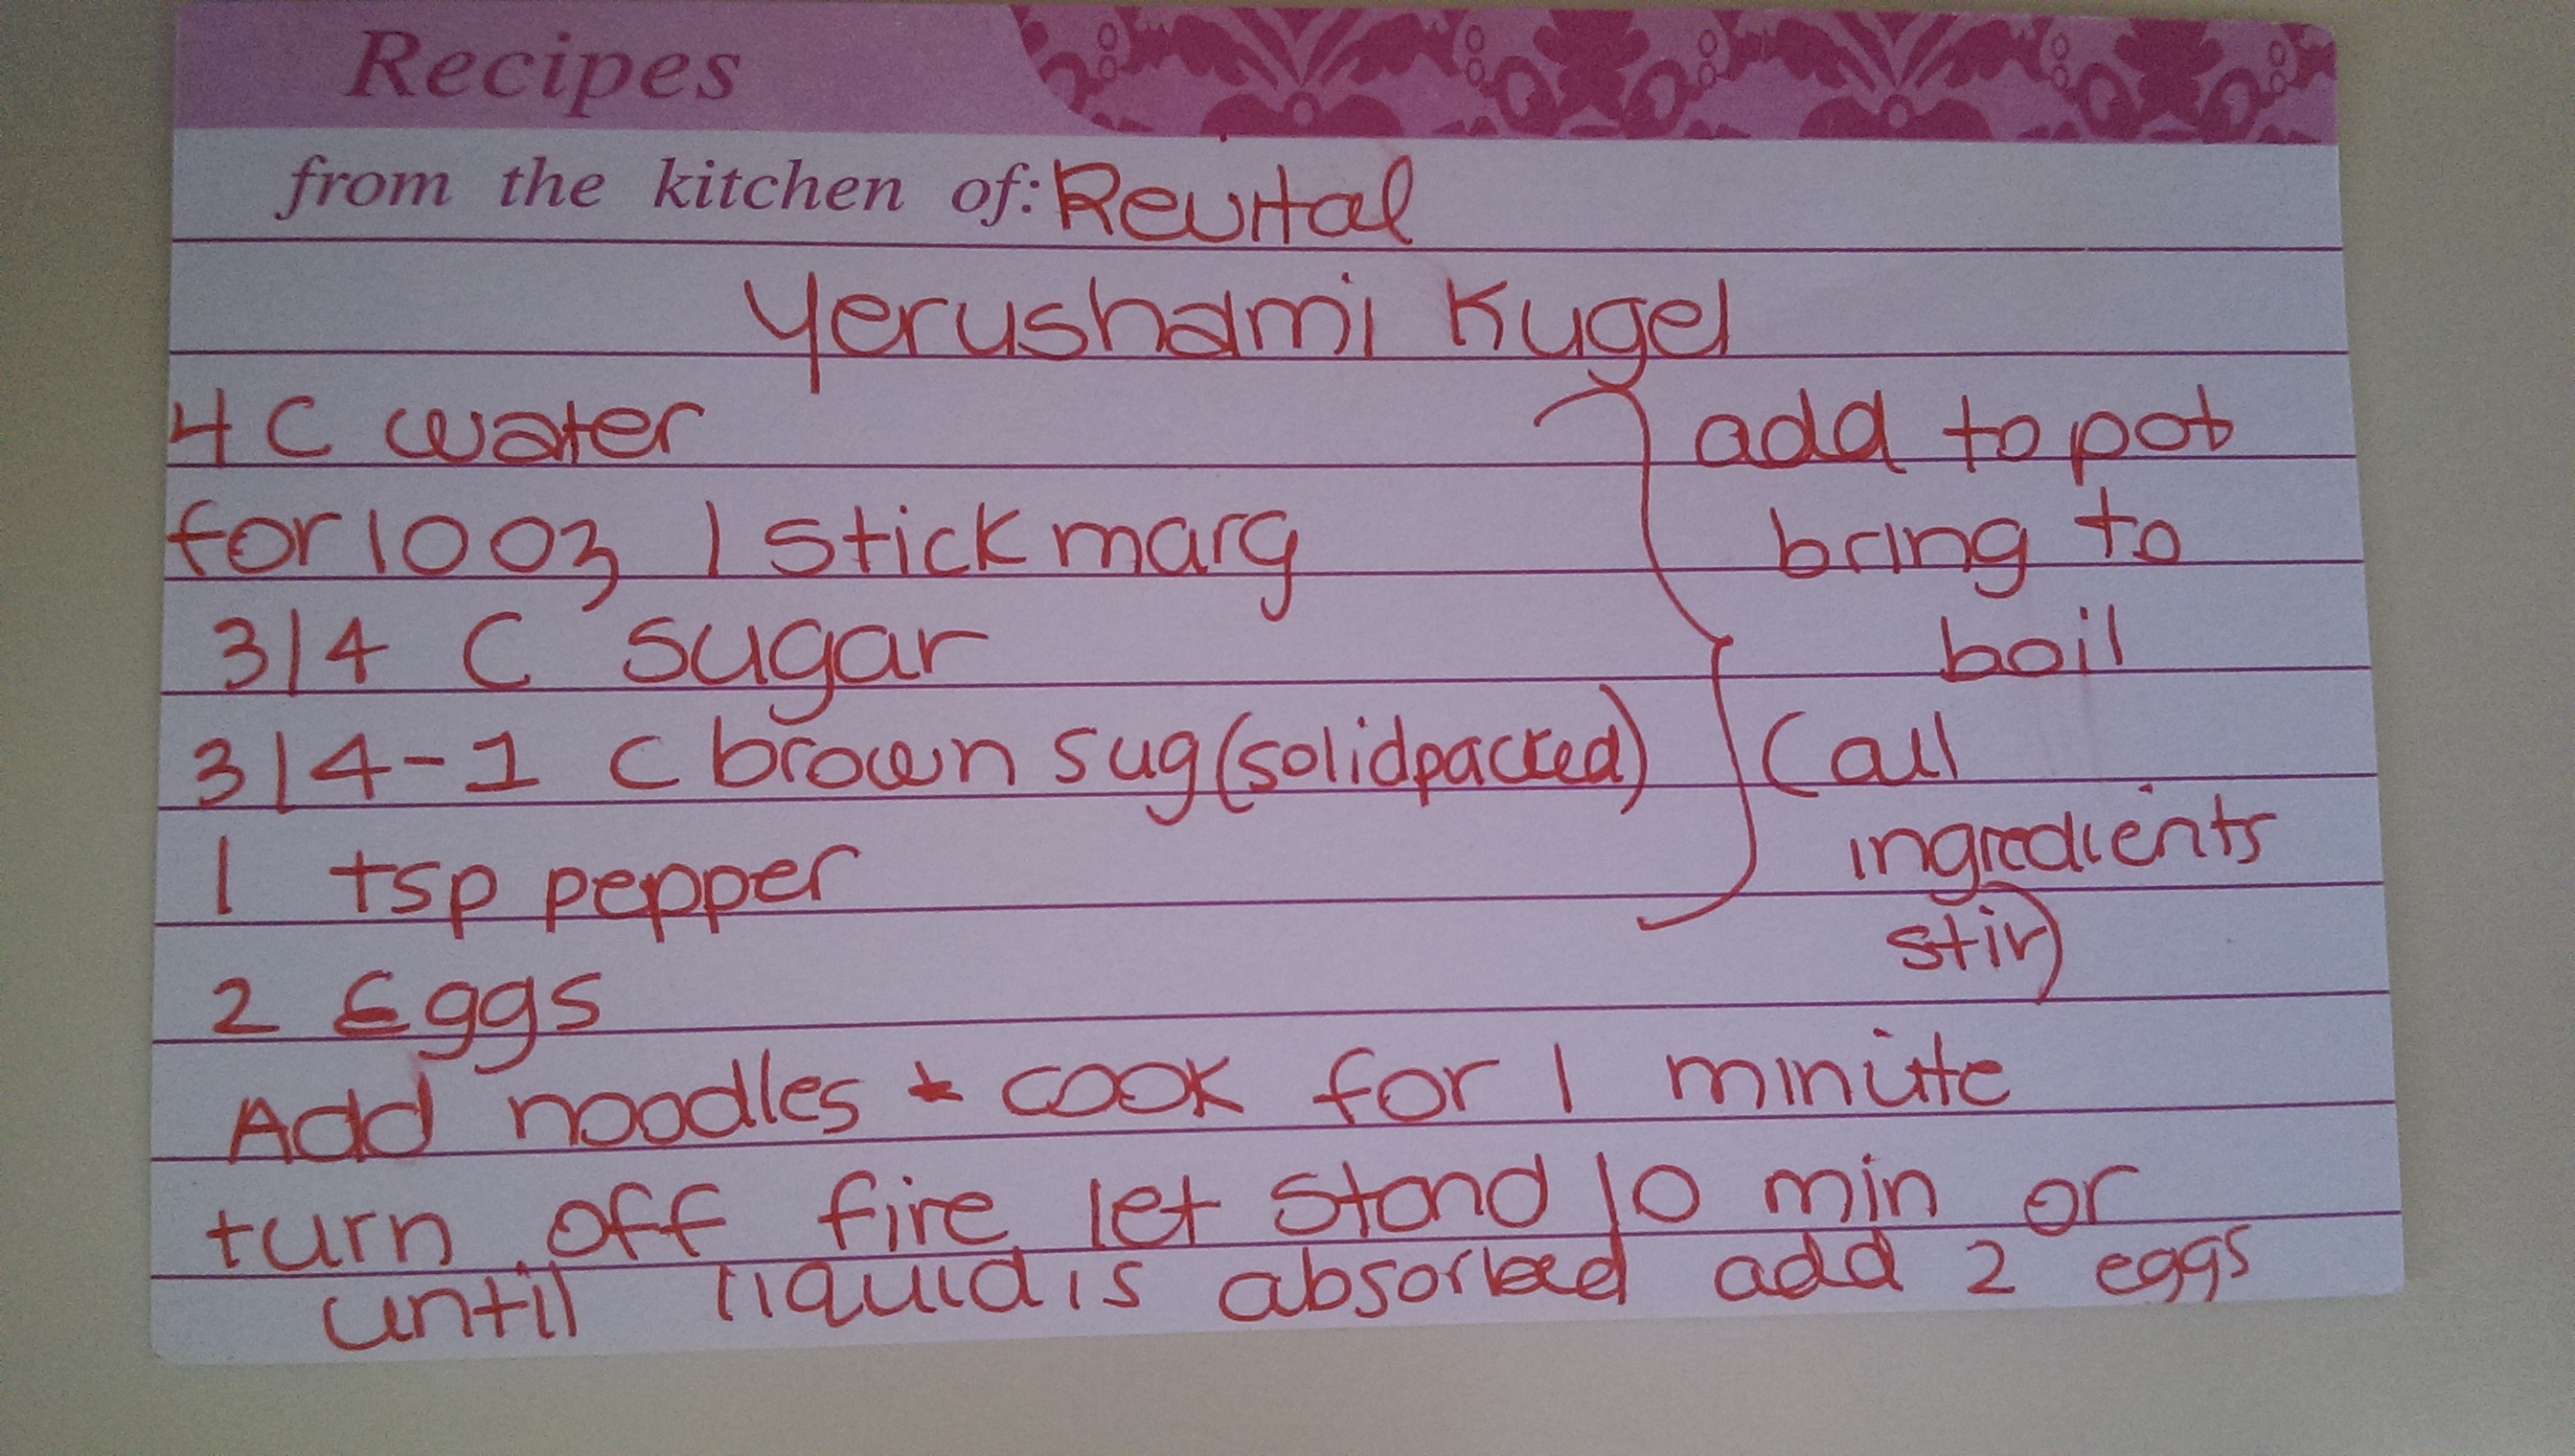 Recipes
from the kitchen of: Revital
Yerushami Kugel
4 C water
for 10 oz 1 stick marg
3/4 C sugar
3/4-1 C brown sug (solidpacked)
1 tsp pepper
2 Eggs
add to pot
bring to
boil
(all
ingredients
stir)
Add noodles + cook for 1 minute
turn off fire let stand 10 min or
until liquid is absorbed add 2 eggs